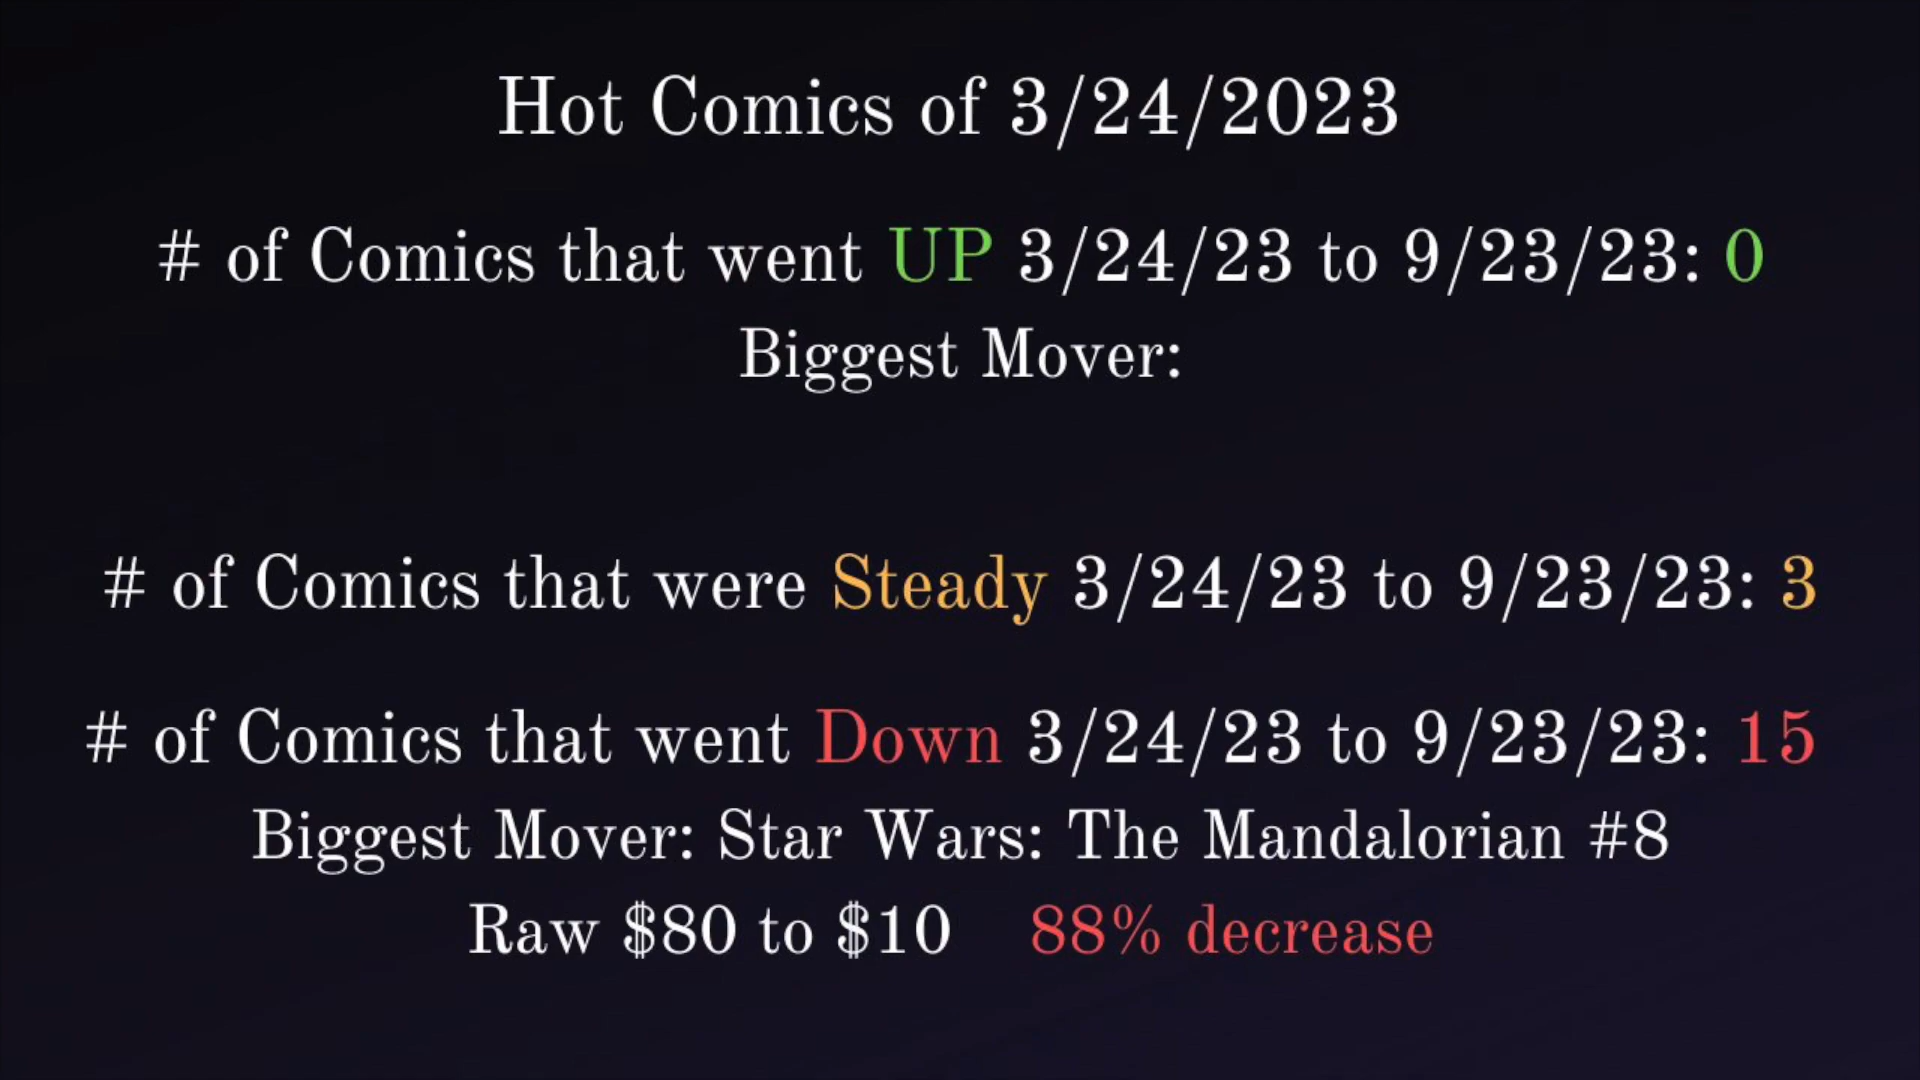 Hot Comics of 3/24/2023
# of Comics that went UP 3/24/23 to 9/23/23: 0
Biggest Mover:
# of Comics that were Steady 3/24/23 to 9/23/23: 3
# of Comics that went Down 3/24/23 to 9/23/23: 15
Biggest Mover: Star Wars: The Mandalorian #8
Raw $80 to $10 88% decrease